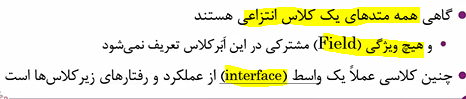 گاهی همه متدهای یک کلاس انتزاعی هستند
و هیچ ویژگی (Field) مشترکی در این اَبَرکلاس تعریف نمی‌شود
چنین کلاسی عملاً یک واسط (interface) از عملکرد و رفتارهای زیرکلاس‌ها است